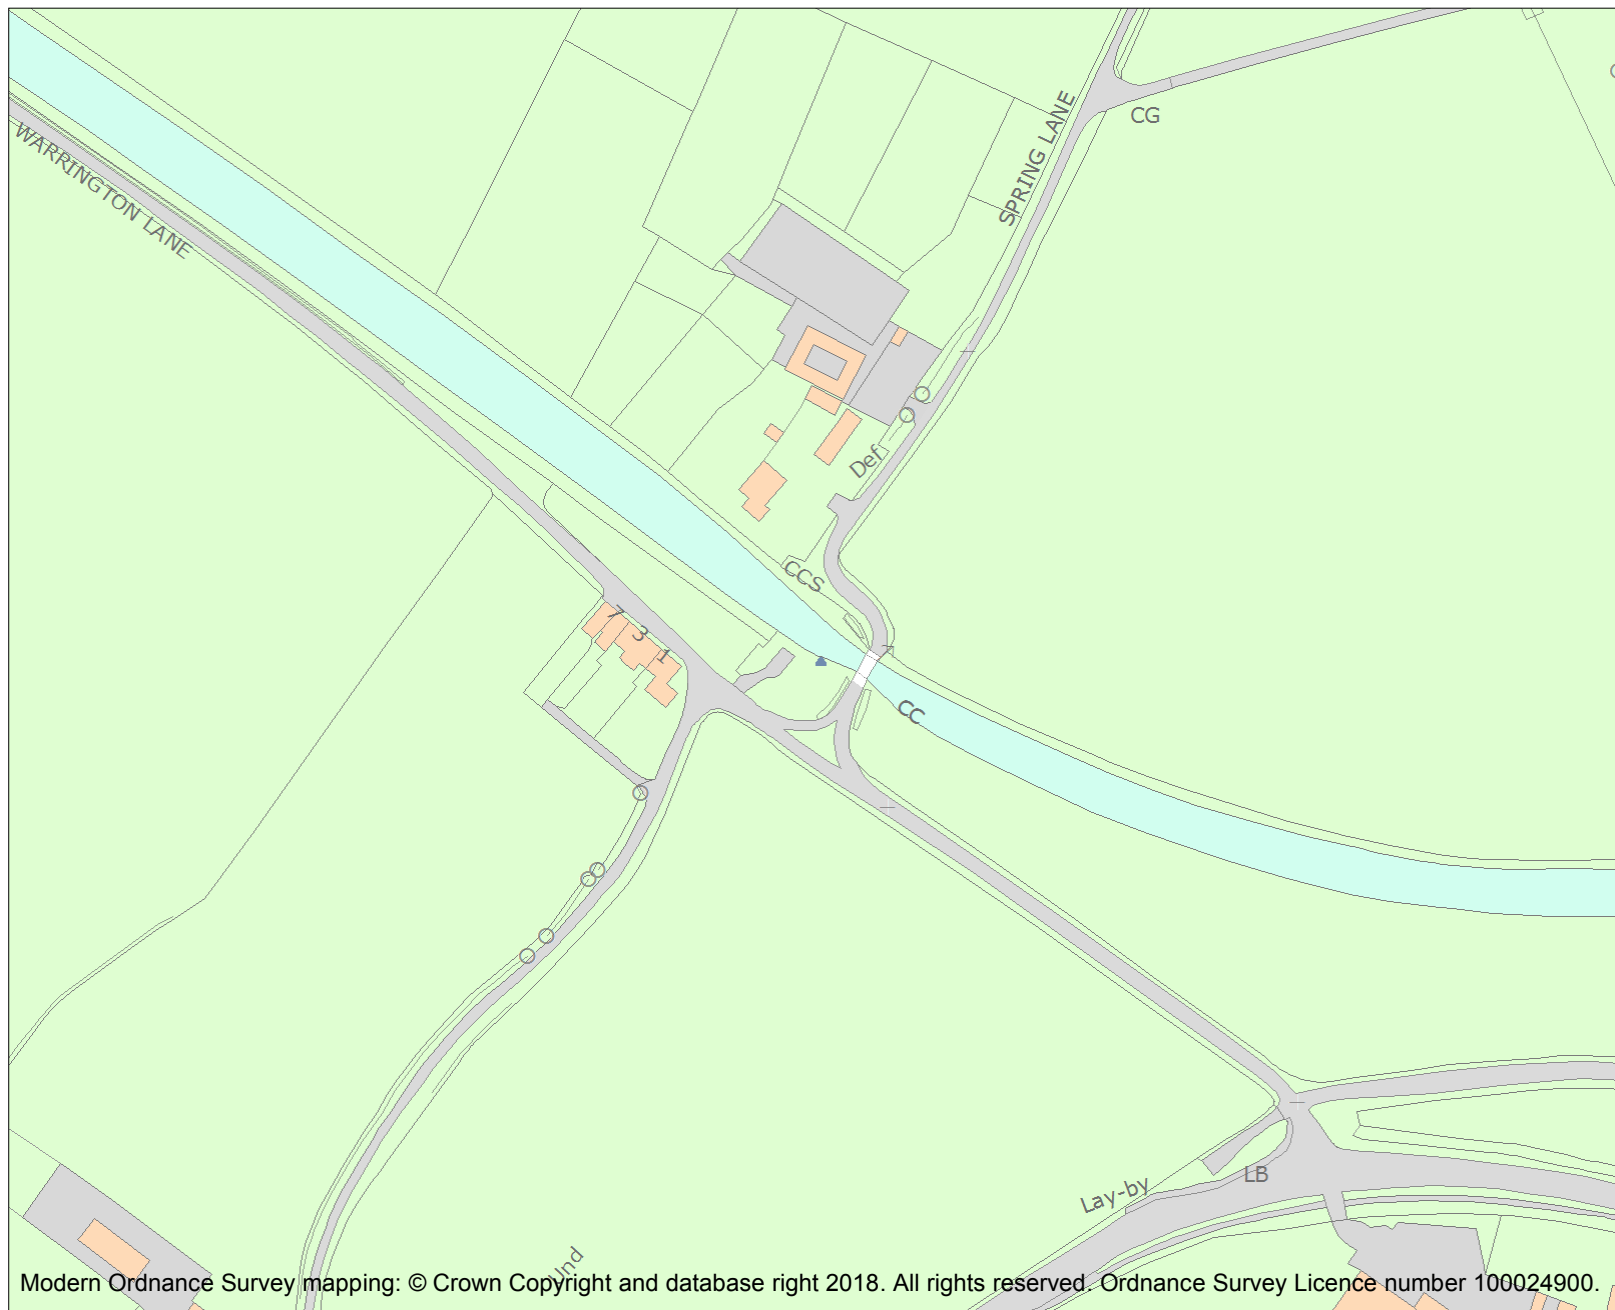 SPRING LANE
CG
WARRINGTON LANE
Def
CCS
7
3
1
CC
Lay-by
LB
Und
Modern Ordnance Survey mapping: © Crown Copyright and database right 2018. All rights reserved. Ordnance Survey Licence number 100024900.